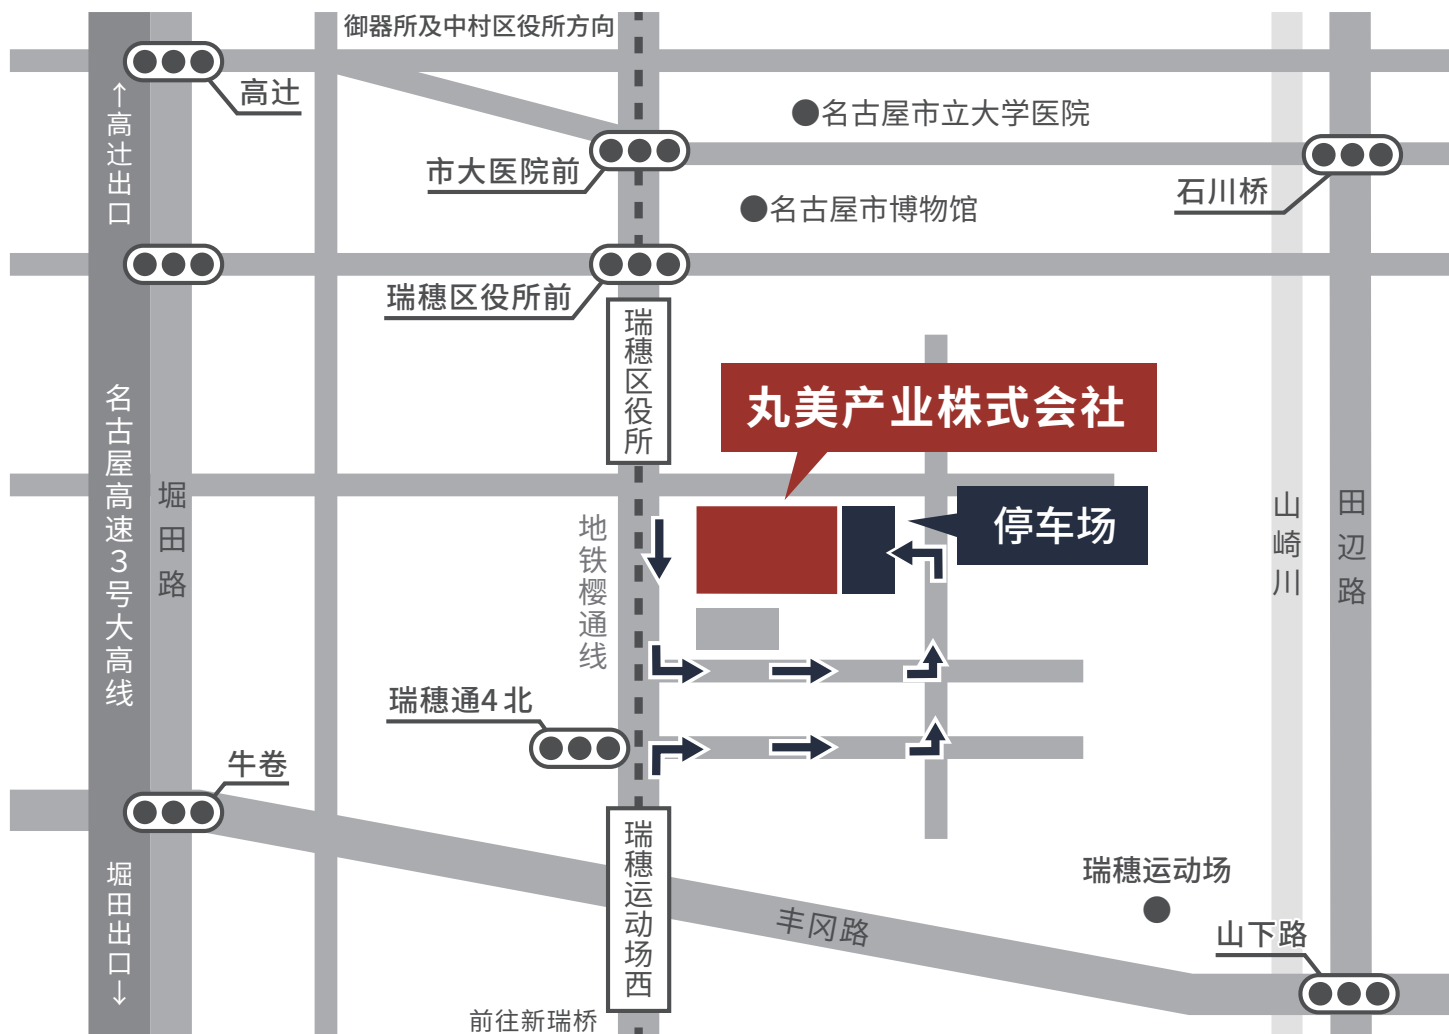 御器所及中村区役所方向
高辻
↑高辻出口
名古屋市立大学医院
市大医院前
石川桥
名古屋市博物馆
瑞穗区役所前
瑞穗区役所
丸美产业株式会社
名古屋高速3号大高线
堀田路
停车场
山崎川
田辺路
地铁樱通线
瑞穗通4北
牛卷
瑞穗运动场西
堀田出口↓
瑞穗运动场
丰冈路
山下路
前往新瑞桥